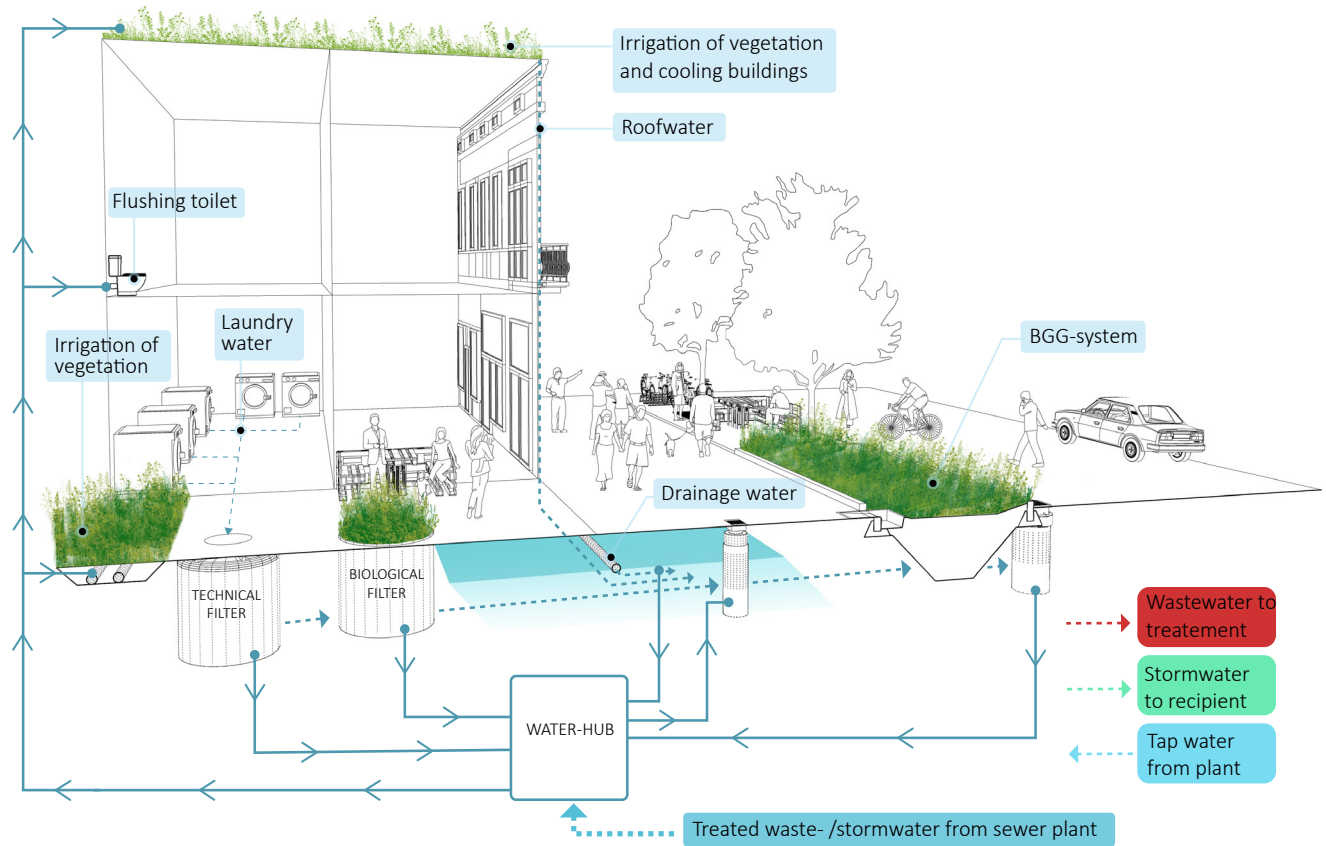 Irrigation of vegetation
and cooling buildings
Roofwater
Flushing toilet
Laundry
water
Irrigation of
vegetation
BGG-system
Drainage water
TECHNICAL
FILTER
BIOLOGICAL
FILTER
WATER-HUB
Wastewater to
treatement
Stormwater
to recipient
Tap water
from plant
Treated waste- /stormwater from sewer plant